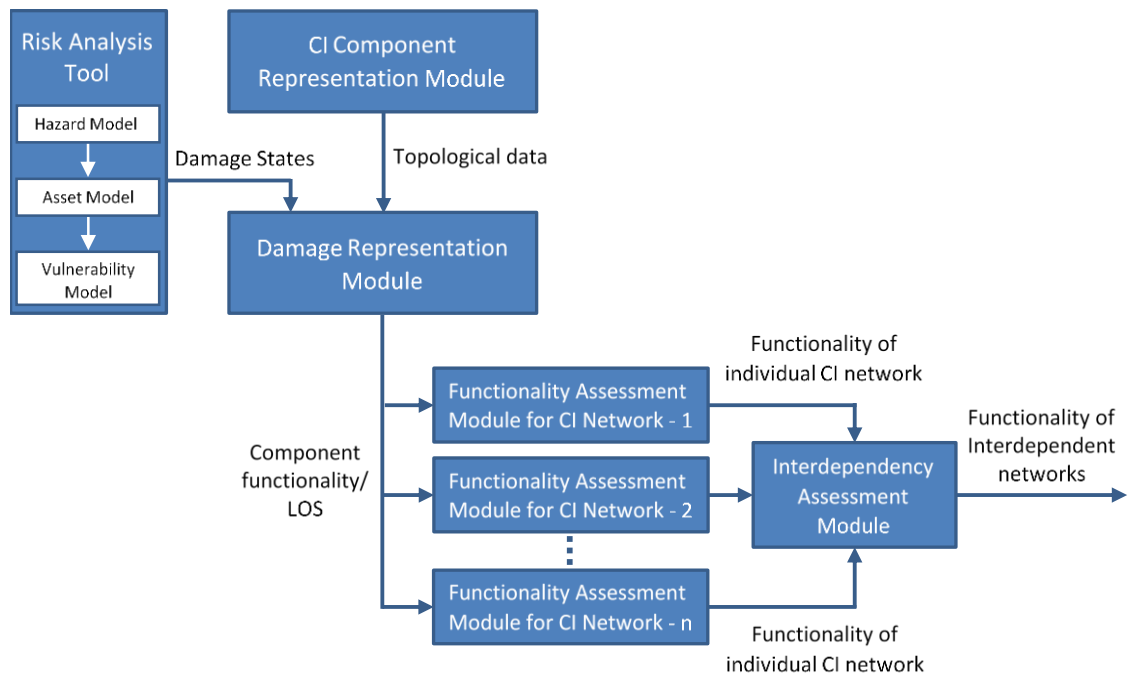 Risk Analysis
Tool
Hazard Model
Asset Model
Vulnerability
Model
CI Component
Representation Module
Damage States
Topological data
Damage Representation
Module
Component
functionality/
LOS
Functionality Assessment
Module for CI Network - 1
Functionality Assessment
Module for CI Network - 2
Functionality Assessment
Module for CI Network - n
Functionality of
individual CI network
Interdependency
Assessment
Module
Functionality of
individual CI network
Functionality of
Interdependent
networks